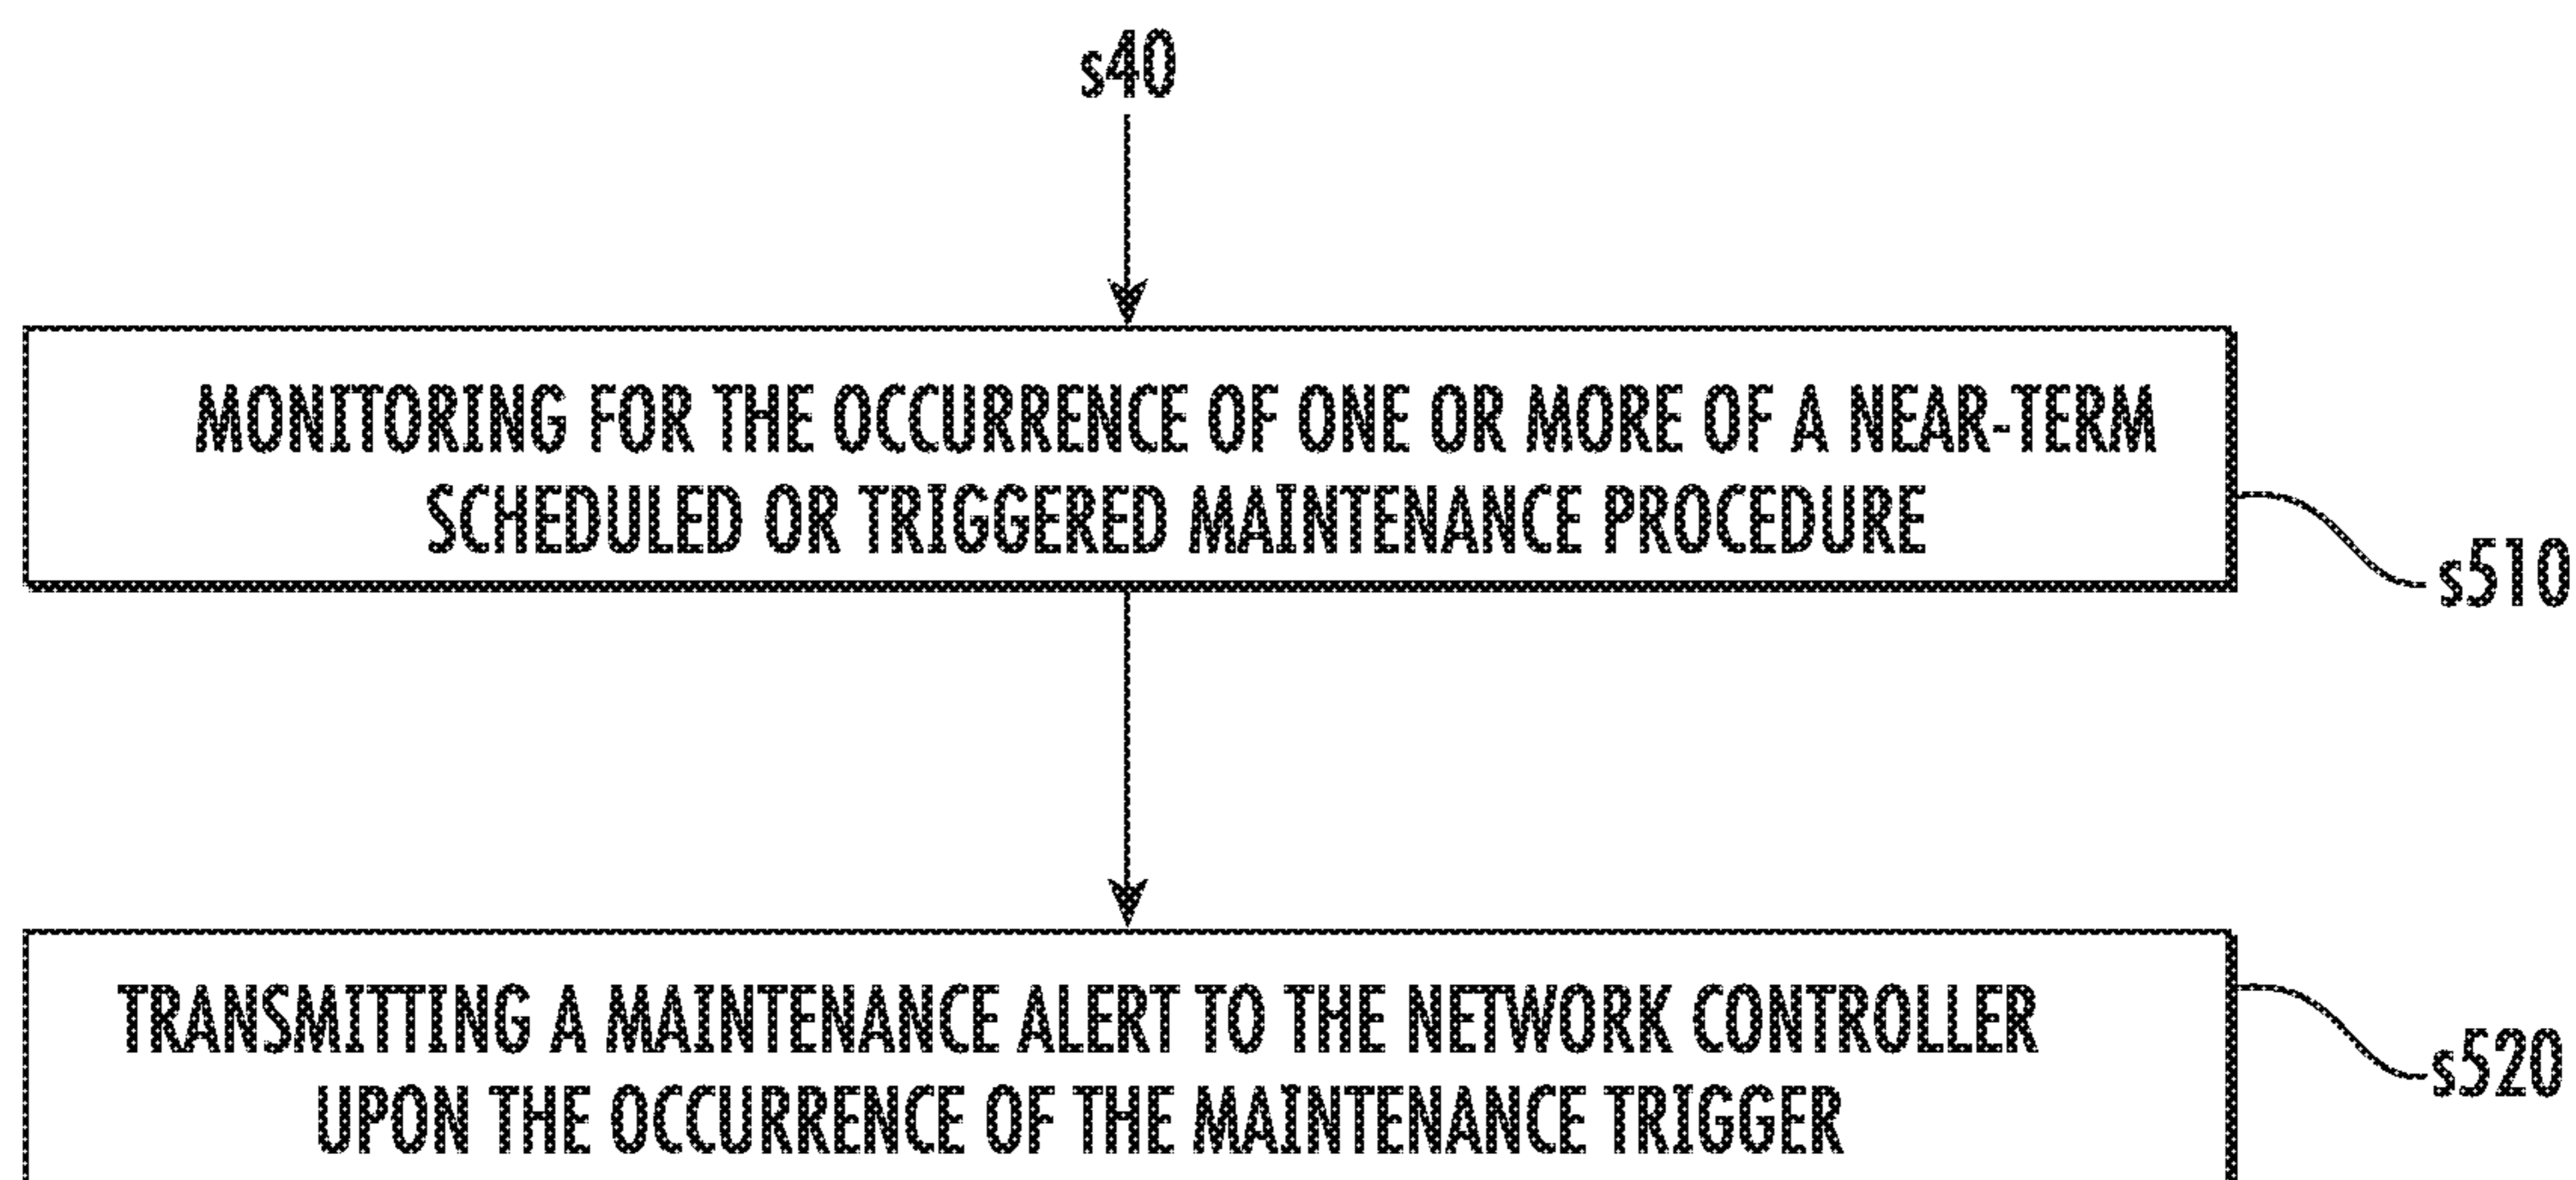 s40
MONITORING FOR THE OCCURRENCE OF ONE OR MORE OF A NEAR-TERM
SCHEDULED OR TRIGGERED MAINTENANCE PROCEDURE
s510
TRANSMITTING A MAINTENANCE ALERT TO THE NETWORK CONTROLLER
UPON THE OCCURRENCE OF THE MAINTENANCE TRIGGER
s520